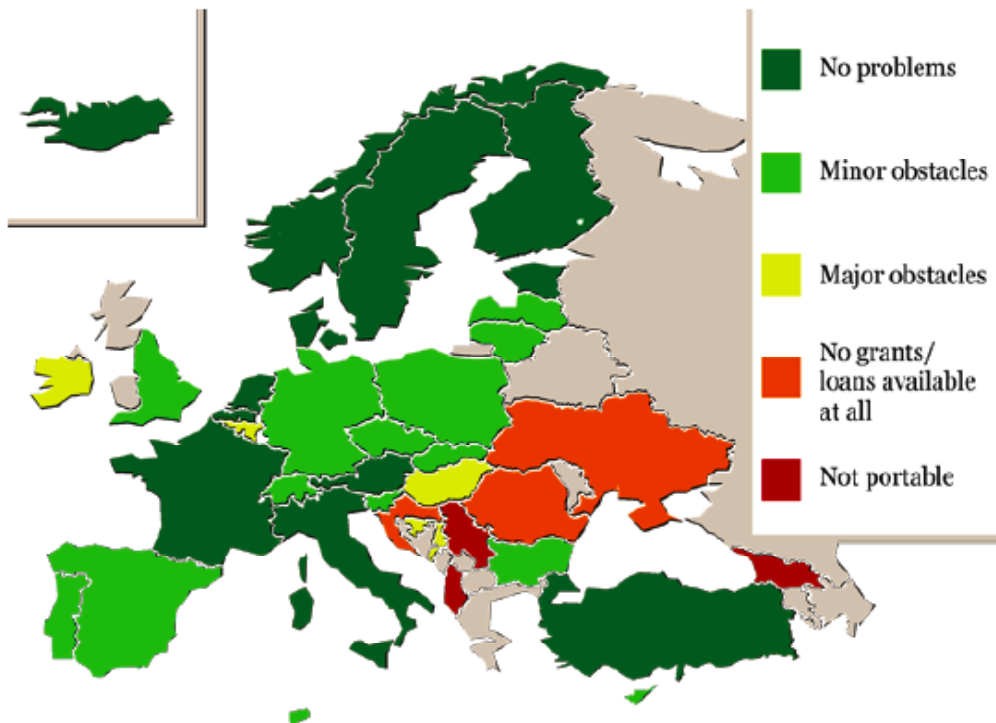 No problems
Minor obstacles
Major obstacles
No grants/
loans available
at all
Not portable